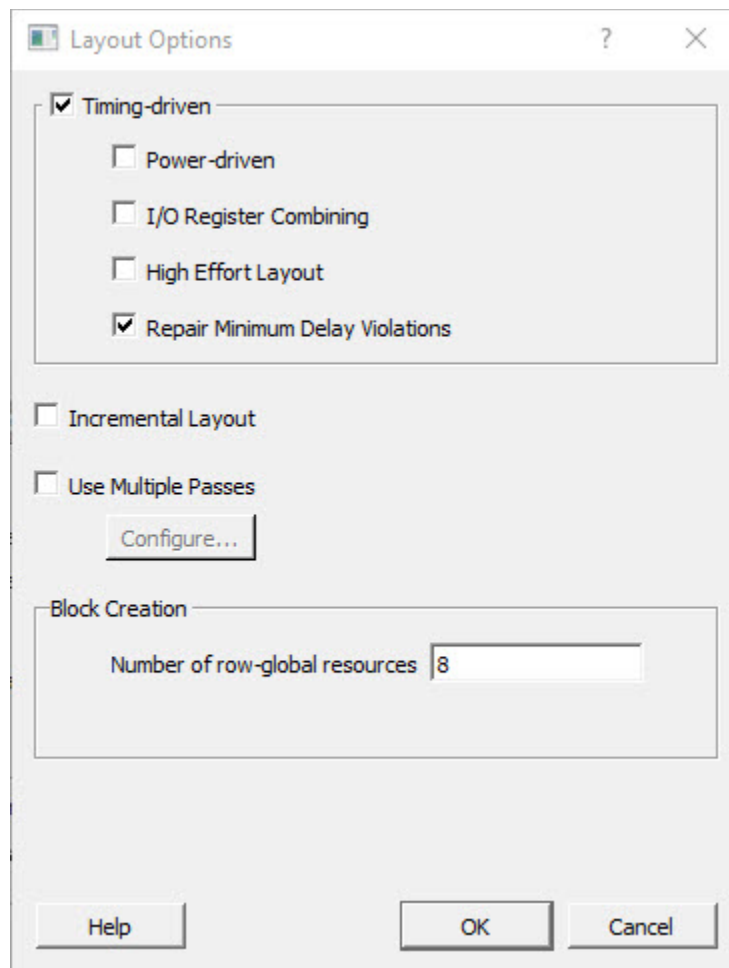 Layout Options
Timing-driven
Power-driven
I/O Register Combining
High Effort Layout
Repair Minimum Delay Violations
Incremental Layout
Use Multiple Passes
Configure...
Block Creation
Number of row-global resources 8
Help OK Cancel